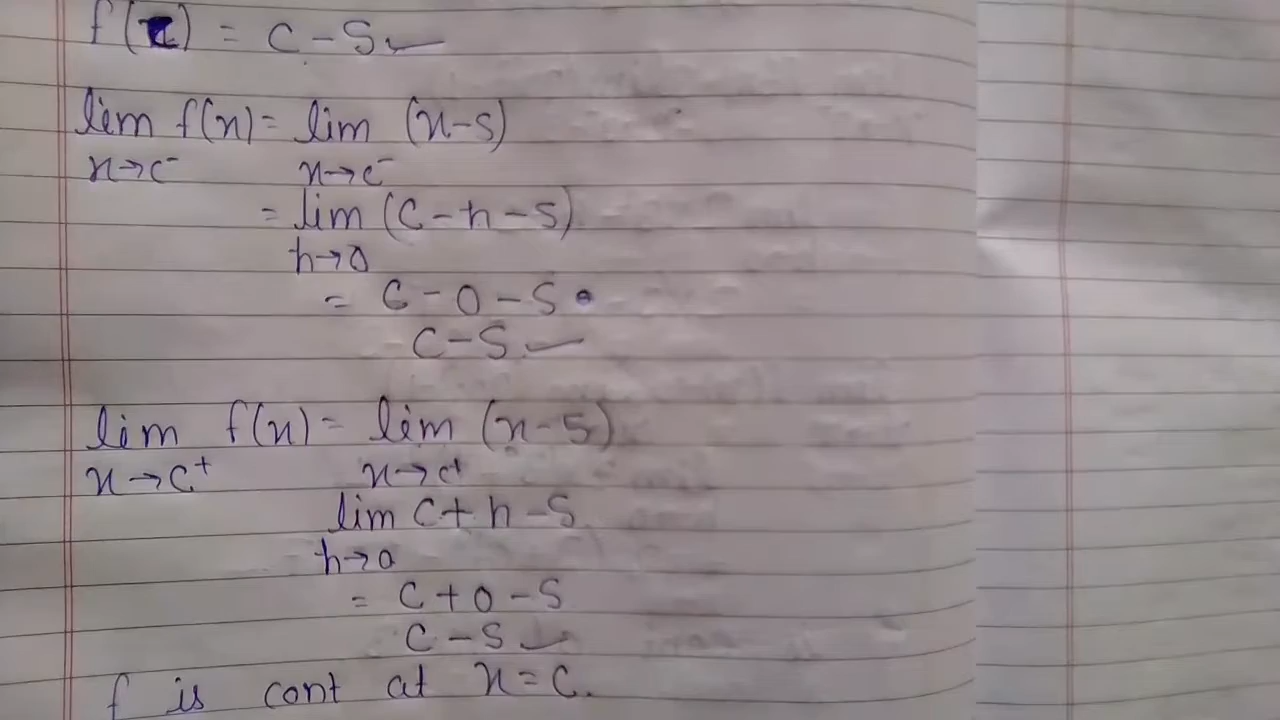 f(c) = c-5
lim f(x) = lim (x-5)
x→c⁻ x→c⁻
= lim (c-h-5)
h→0
= c-0-5
c-5
lim f(x) = lim (x-5)
x→c⁺ x→c⁺
lim c+h-5
h→0
= c+0-5
c-5
f is cont at x=c.